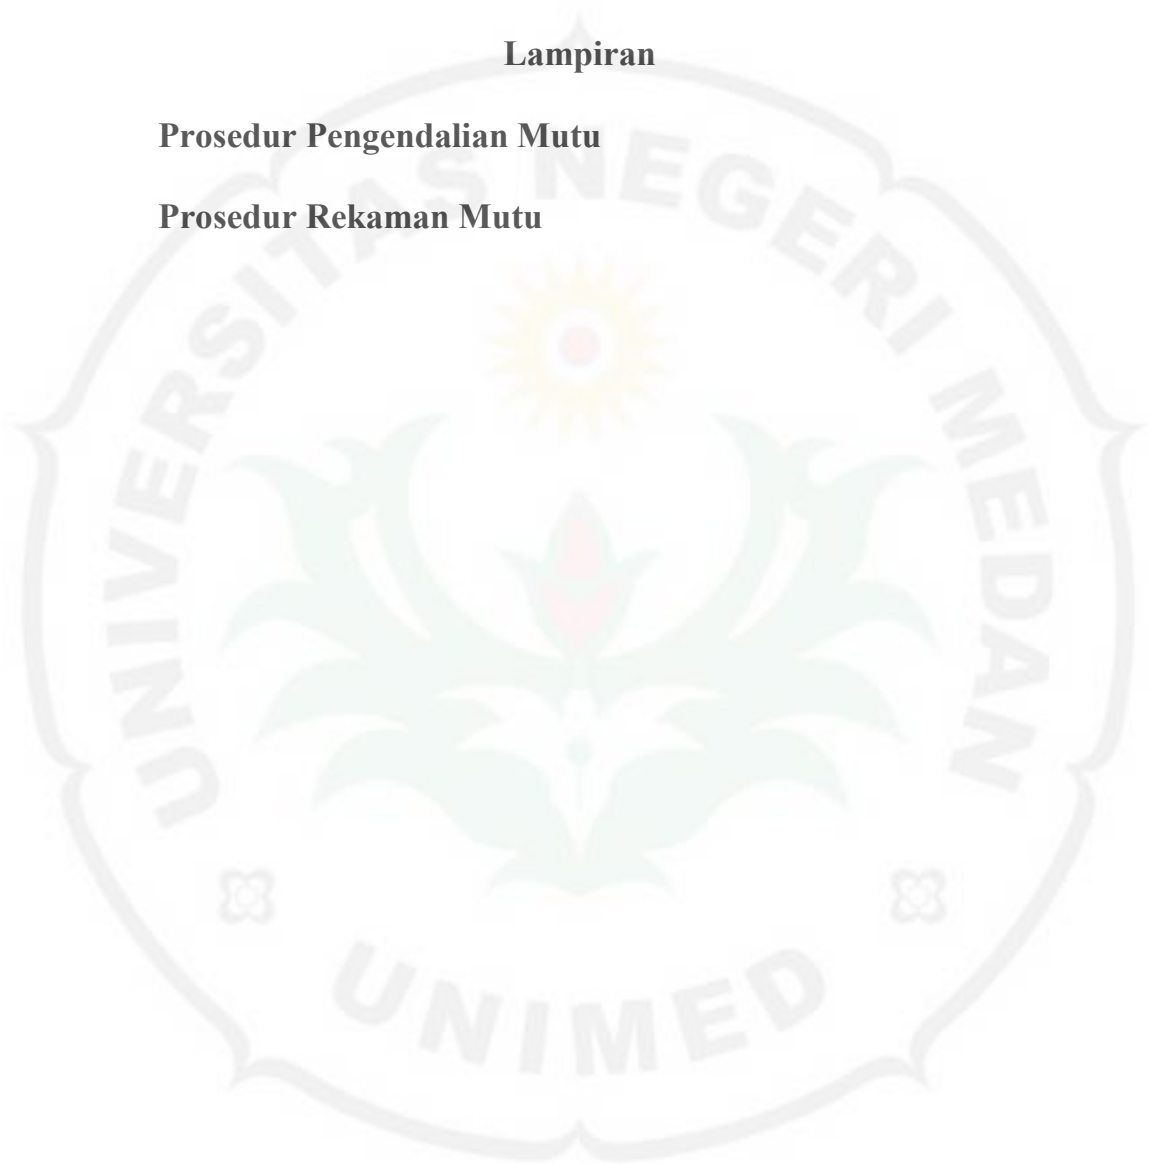 Lampiran
Prosedur Pengendalian Mutu
Prosedur Rekaman Mutu
UNIVERSITAS NEGERI MEDAN
UNIMED